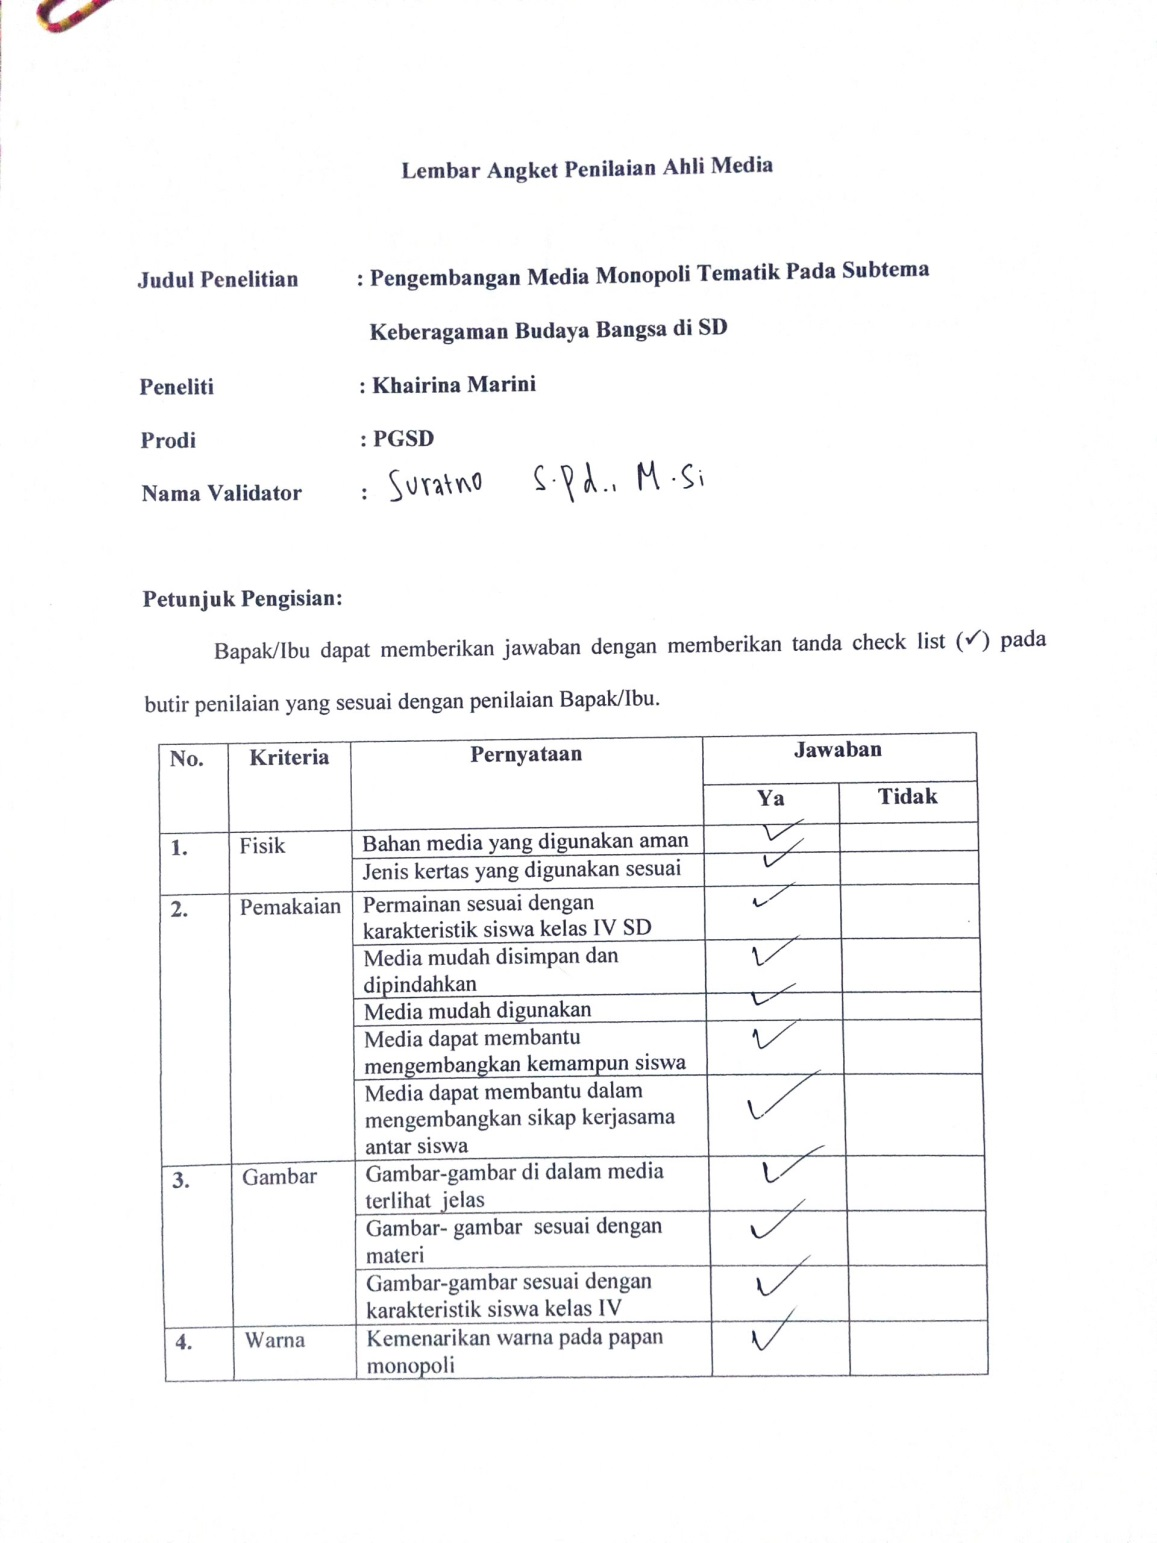 Lembar Angket Penilaian Ahli Media
Judul Penelitian : Pengembangan Media Monopoli Tematik Pada Subtema
Keberagaman Budaya Bangsa di SD
Peneliti : Khairina Marini
Prodi : PGSD
Nama Validator : Suratno S.Pd., M.Si
Petunjuk Pengisian:
Bapak/Ibu dapat memberikan jawaban dengan memberikan tanda check list (✓) pada
butir penilaian yang sesuai dengan penilaian Bapak/Ibu.
No. Kriteria Pernyataan Jawaban
Ya Tidak
1. Fisik Bahan media yang digunakan aman ✓
Jenis kertas yang digunakan sesuai ✓
2. Pemakaian Permainan sesuai dengan ✓
karakteristik siswa kelas IV SD
Media mudah disimpan dan ✓
dipindahkan
Media mudah digunakan ✓
Media dapat membantu ✓
mengembangkan kemampun siswa
Media dapat membantu dalam ✓
mengembangkan sikap kerjasama
antar siswa
3. Gambar Gambar-gambar di dalam media ✓
terlihat jelas
Gambar- gambar sesuai dengan ✓
materi
Gambar-gambar sesuai dengan ✓
karakteristik siswa kelas IV
4. Warna Kemenarikan warna pada papan ✓
monopoli